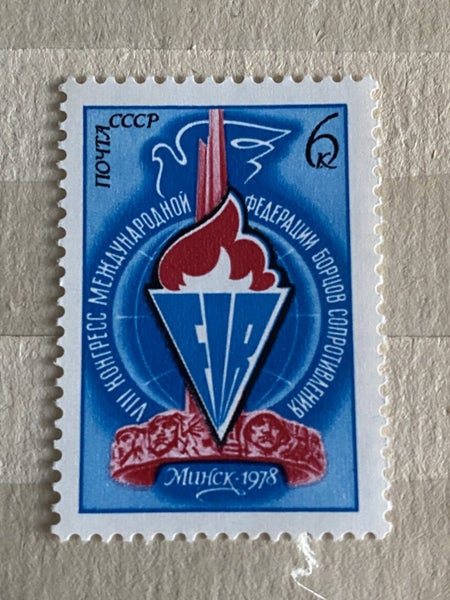 ПОЧТА СССР
6к
VIII КОНГРЕСС МЕЖДУНАРОДНОЙ ФЕДЕРАЦИИ БОРЦОВ СОПРОТИВЛЕНИЯ
FIR
Минск·1978